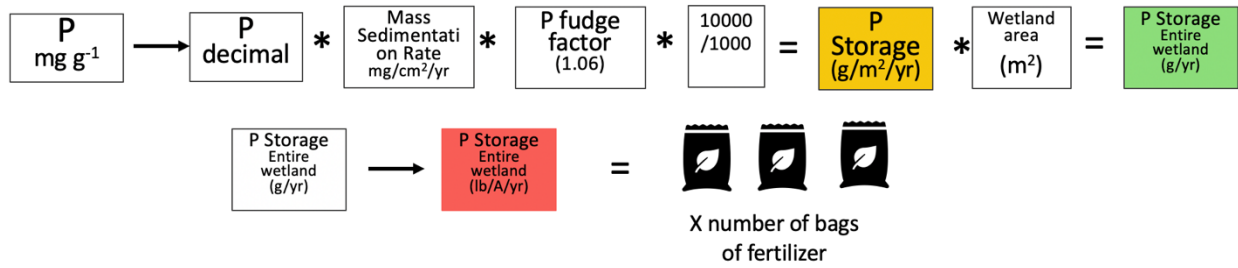 P
mg g⁻¹
P
decimal
*
Mass
Sedimentati
on Rate
mg/cm²/yr
*
P fudge
factor
(1.06)
*
10000
/1000
=
P
Storage
(g/m²/yr)
*
Wetland
area
(m²)
=
P Storage
Entire
wetland
(g/yr)
P Storage
Entire
wetland
(g/yr)
P Storage
Entire
wetland
(lb/A/yr)
=
X number of bags
of fertilizer